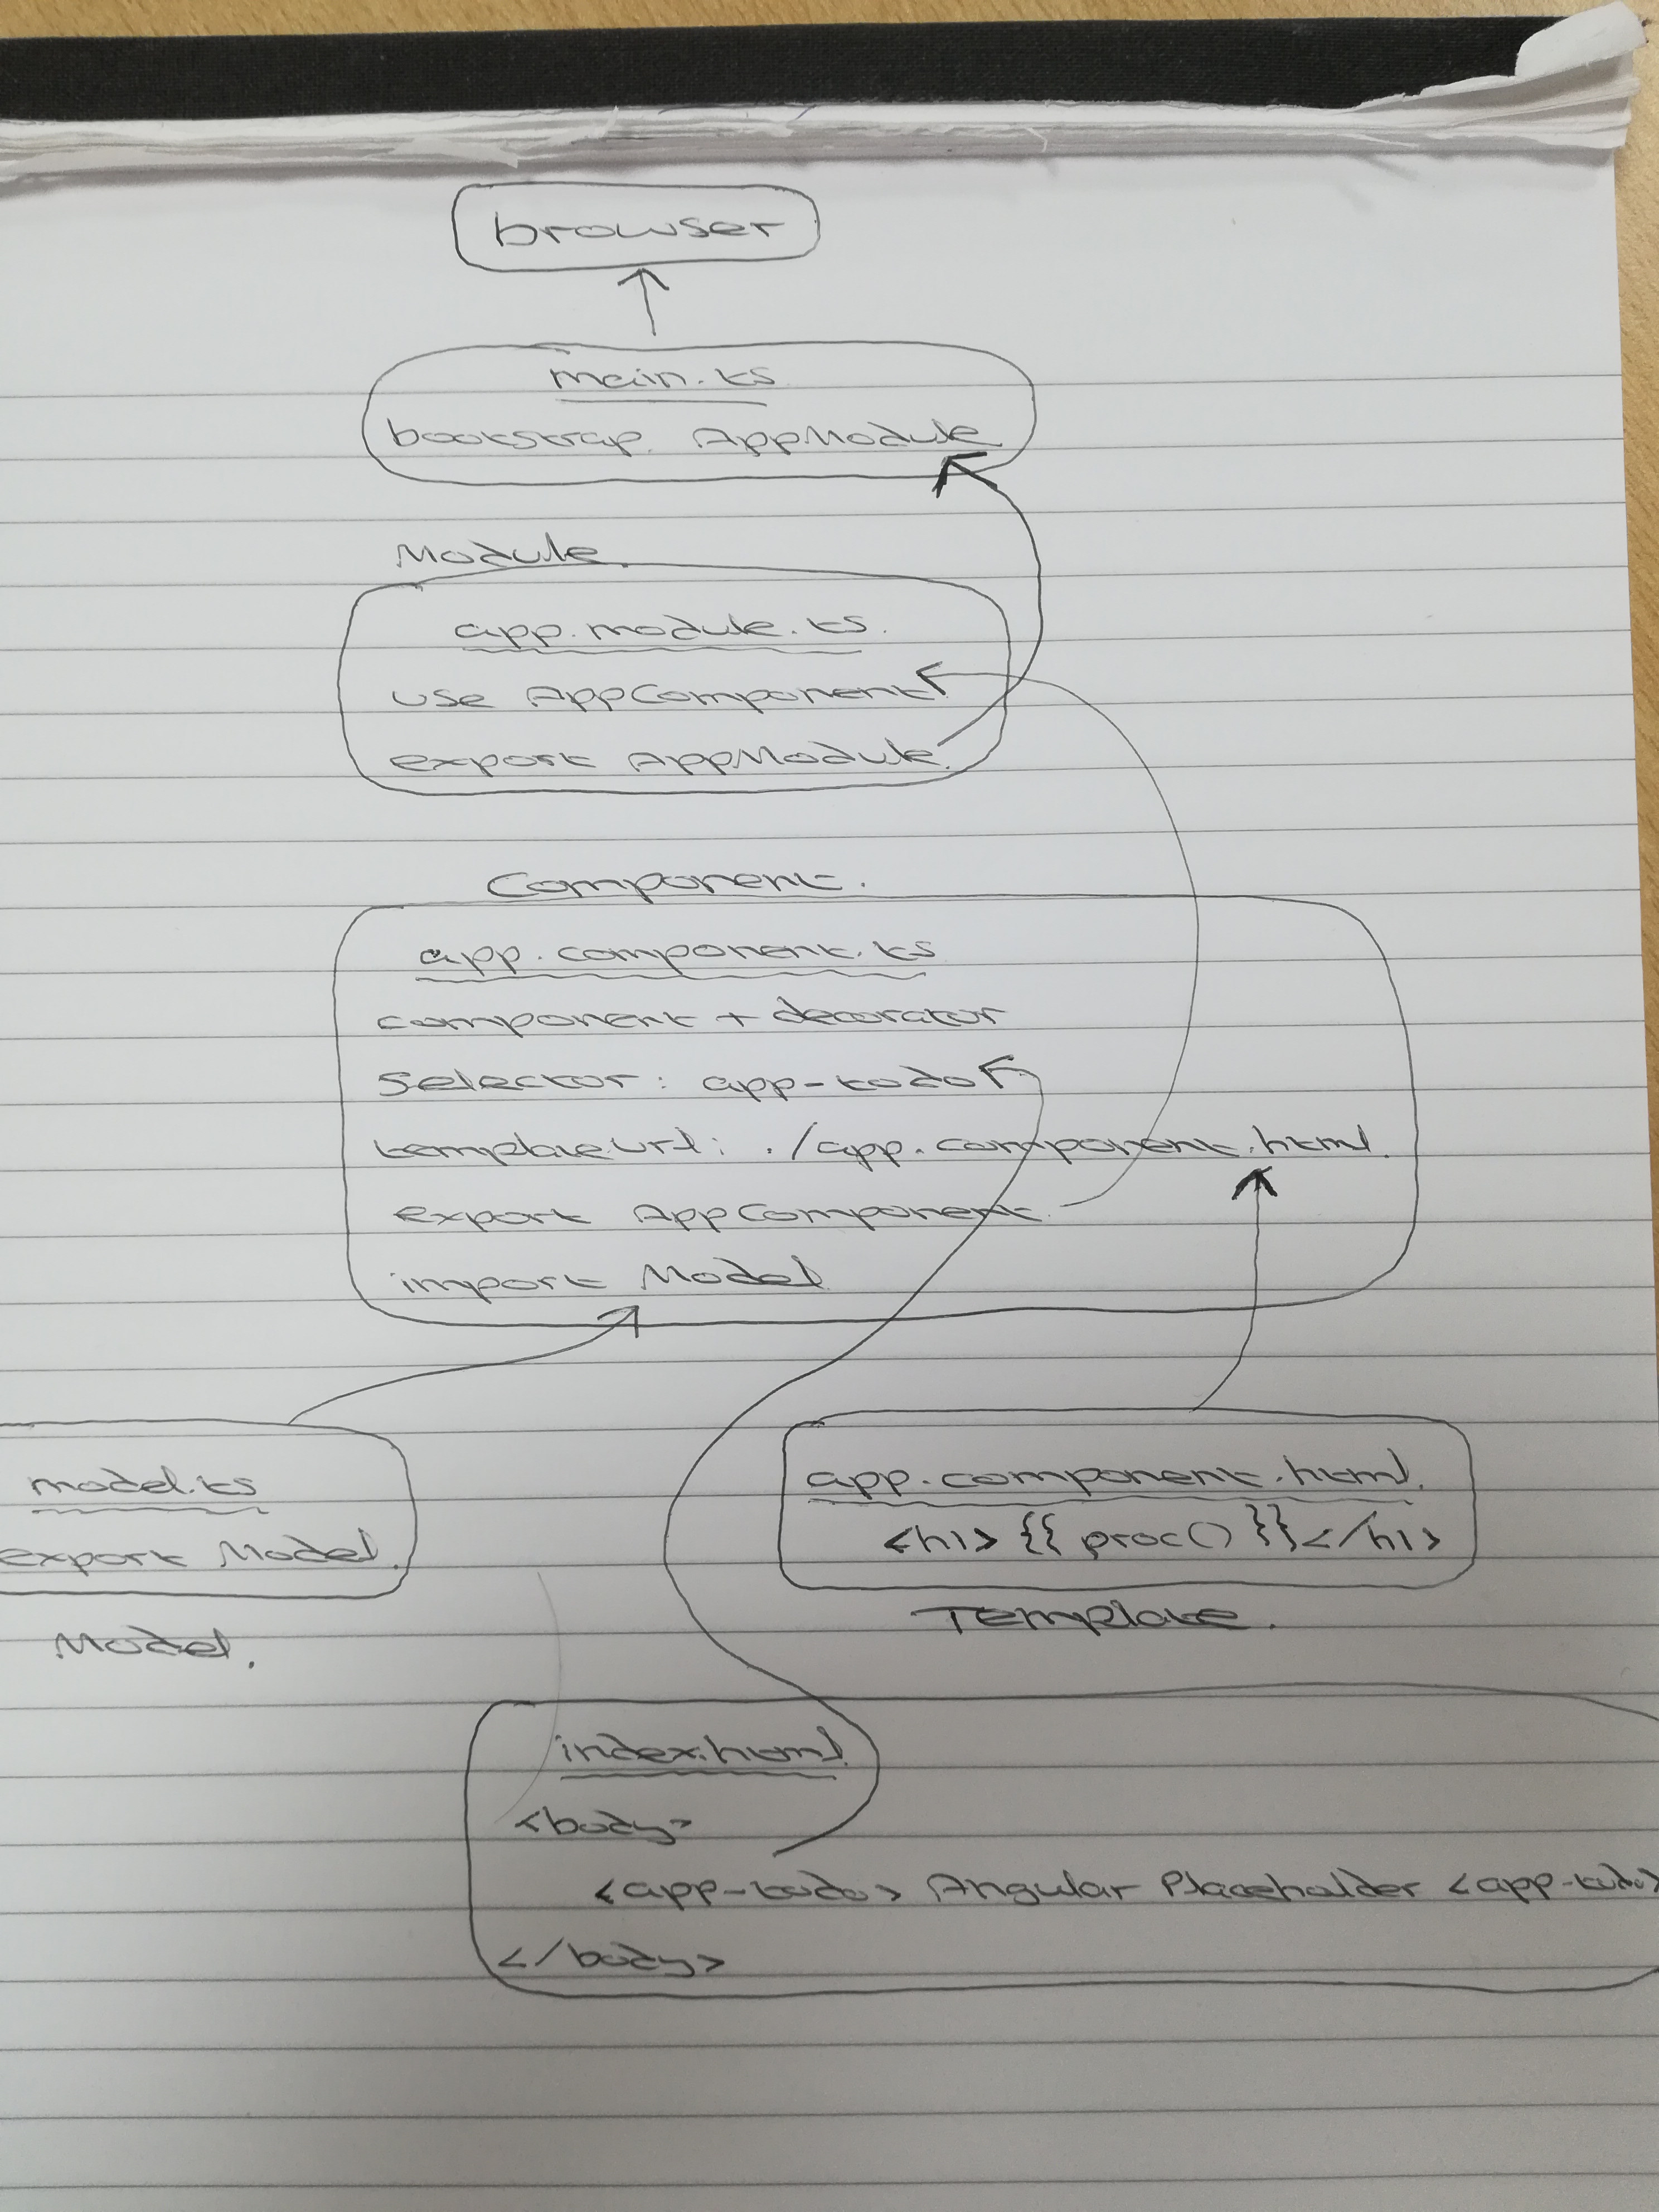 browser
main.ts
bootstrap AppModule
Module
app.module.ts
use AppComponent
export AppModule
Component
app.component.ts
component + decorator
Selector: app-todo
templateurl: ./app.component.html
export AppComponent
import Model
model.ts
export Model
Model
app.component.html
<h1> {{ proc() }}</h1>
Template
index.html
<body>
<app-todo> Angular Placeholder <app-todo>
</body>